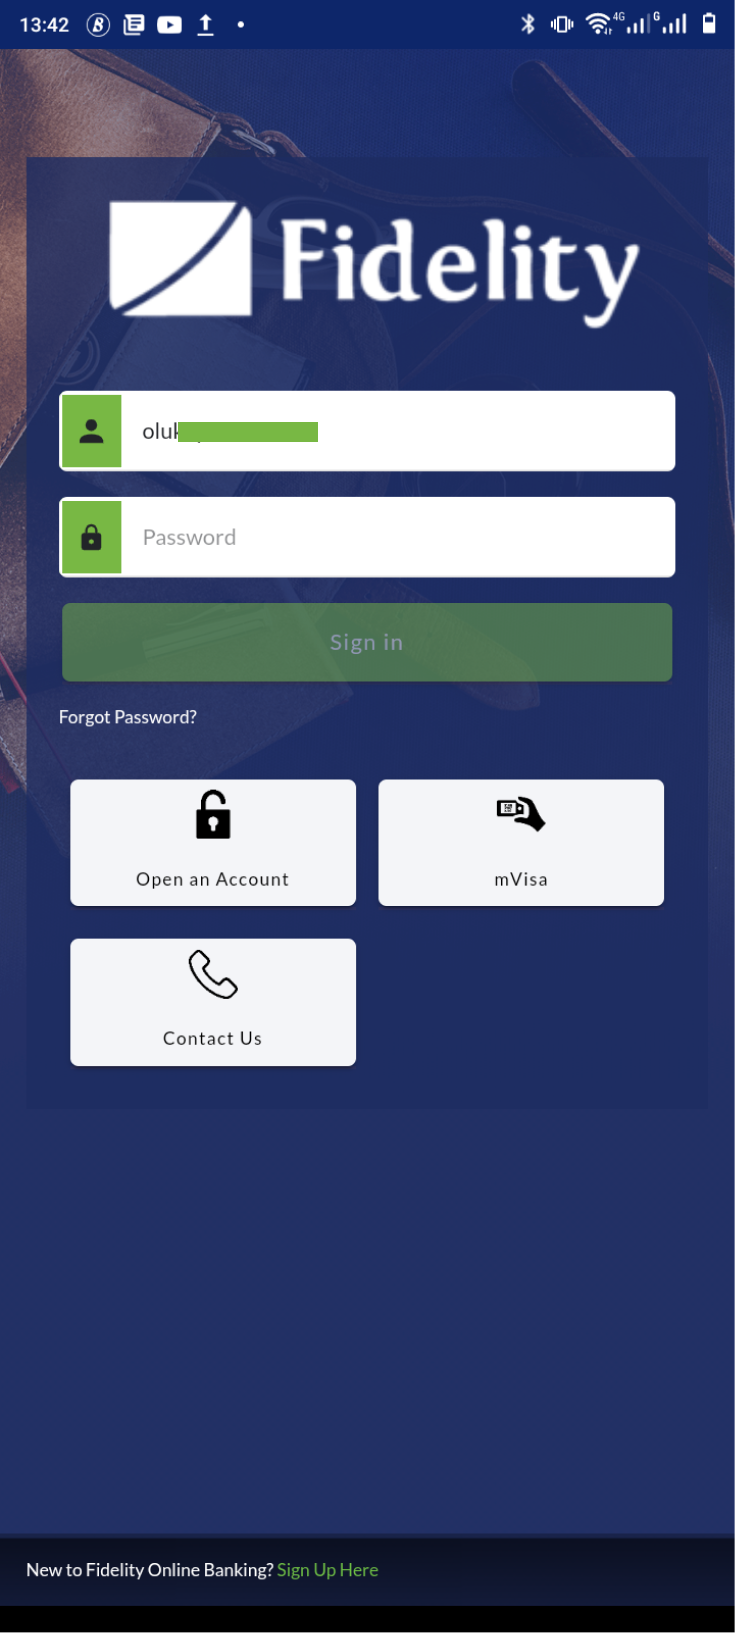 13:42
4G G
Fidelity
oluk
Password
Sign in
Forgot Password?
Open an Account
mVisa
Contact Us
New to Fidelity Online Banking? Sign Up Here